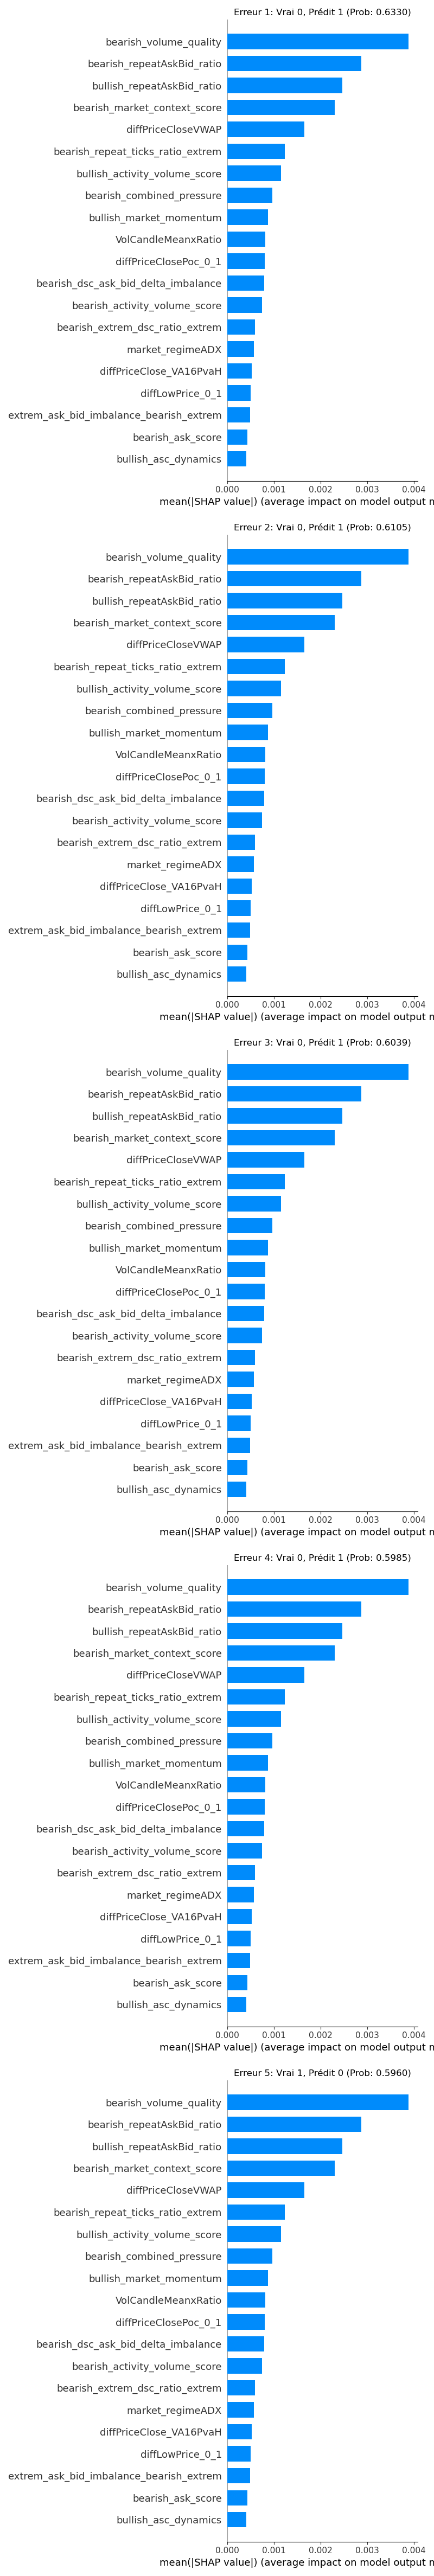 Erreur 1: Vrai 0, Prédit 1 (Prob: 0.6330)
bearish_volume_quality
bearish_repeatAskBid_ratio
bullish_repeatAskBid_ratio
bearish_market_context_score
diffPriceCloseVWAP
bearish_repeat_ticks_ratio_extrem
bullish_activity_volume_score
bearish_combined_pressure
bullish_market_momentum
VolCandleMeanxRatio
diffPriceClosePoc_0_1
bearish_dsc_ask_bid_delta_imbalance
bearish_activity_volume_score
bearish_extrem_dsc_ratio_extrem
market_regimeADX
diffPriceClose_VA16PvaH
diffLowPrice_0_1
extrem_ask_bid_imbalance_bearish_extrem
bearish_ask_score
bullish_asc_dynamics
0.000 0.001 0.002 0.003 0.004
mean(|SHAP value|) (average impact on model output m
Erreur 2: Vrai 0, Prédit 1 (Prob: 0.6105)
bearish_volume_quality
bearish_repeatAskBid_ratio
bullish_repeatAskBid_ratio
bearish_market_context_score
diffPriceCloseVWAP
bearish_repeat_ticks_ratio_extrem
bullish_activity_volume_score
bearish_combined_pressure
bullish_market_momentum
VolCandleMeanxRatio
diffPriceClosePoc_0_1
bearish_dsc_ask_bid_delta_imbalance
bearish_activity_volume_score
bearish_extrem_dsc_ratio_extrem
market_regimeADX
diffPriceClose_VA16PvaH
diffLowPrice_0_1
extrem_ask_bid_imbalance_bearish_extrem
bearish_ask_score
bullish_asc_dynamics
0.000 0.001 0.002 0.003 0.004
mean(|SHAP value|) (average impact on model output m
Erreur 3: Vrai 0, Prédit 1 (Prob: 0.6039)
bearish_volume_quality
bearish_repeatAskBid_ratio
bullish_repeatAskBid_ratio
bearish_market_context_score
diffPriceCloseVWAP
bearish_repeat_ticks_ratio_extrem
bullish_activity_volume_score
bearish_combined_pressure
bullish_market_momentum
VolCandleMeanxRatio
diffPriceClosePoc_0_1
bearish_dsc_ask_bid_delta_imbalance
bearish_activity_volume_score
bearish_extrem_dsc_ratio_extrem
market_regimeADX
diffPriceClose_VA16PvaH
diffLowPrice_0_1
extrem_ask_bid_imbalance_bearish_extrem
bearish_ask_score
bullish_asc_dynamics
0.000 0.001 0.002 0.003 0.004
mean(|SHAP value|) (average impact on model output m
Erreur 4: Vrai 0, Prédit 1 (Prob: 0.5985)
bearish_volume_quality
bearish_repeatAskBid_ratio
bullish_repeatAskBid_ratio
bearish_market_context_score
diffPriceCloseVWAP
bearish_repeat_ticks_ratio_extrem
bullish_activity_volume_score
bearish_combined_pressure
bullish_market_momentum
VolCandleMeanxRatio
diffPriceClosePoc_0_1
bearish_dsc_ask_bid_delta_imbalance
bearish_activity_volume_score
bearish_extrem_dsc_ratio_extrem
market_regimeADX
diffPriceClose_VA16PvaH
diffLowPrice_0_1
extrem_ask_bid_imbalance_bearish_extrem
bearish_ask_score
bullish_asc_dynamics
0.000 0.001 0.002 0.003 0.004
mean(|SHAP value|) (average impact on model output m
Erreur 5: Vrai 1, Prédit 0 (Prob: 0.5960)
bearish_volume_quality
bearish_repeatAskBid_ratio
bullish_repeatAskBid_ratio
bearish_market_context_score
diffPriceCloseVWAP
bearish_repeat_ticks_ratio_extrem
bullish_activity_volume_score
bearish_combined_pressure
bullish_market_momentum
VolCandleMeanxRatio
diffPriceClosePoc_0_1
bearish_dsc_ask_bid_delta_imbalance
bearish_activity_volume_score
bearish_extrem_dsc_ratio_extrem
market_regimeADX
diffPriceClose_VA16PvaH
diffLowPrice_0_1
extrem_ask_bid_imbalance_bearish_extrem
bearish_ask_score
bullish_asc_dynamics
0.000 0.001 0.002 0.003 0.004
mean(|SHAP value|) (average impact on model output m